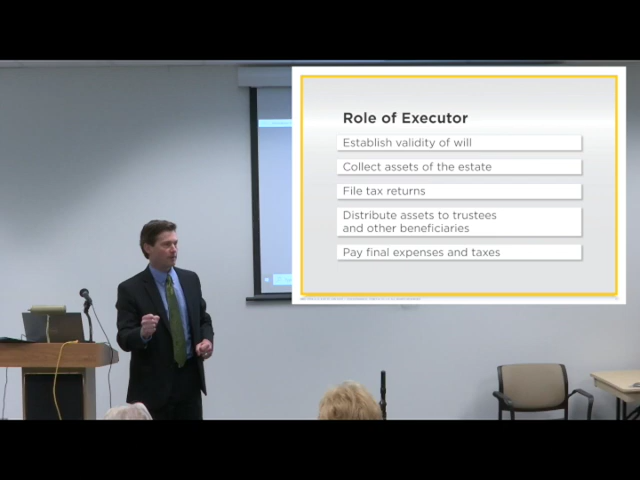 Role of Executor
Establish validity of will
Collect assets of the estate
File tax returns
Distribute assets to trustees
and other beneficiaries
Pay final expenses and taxes